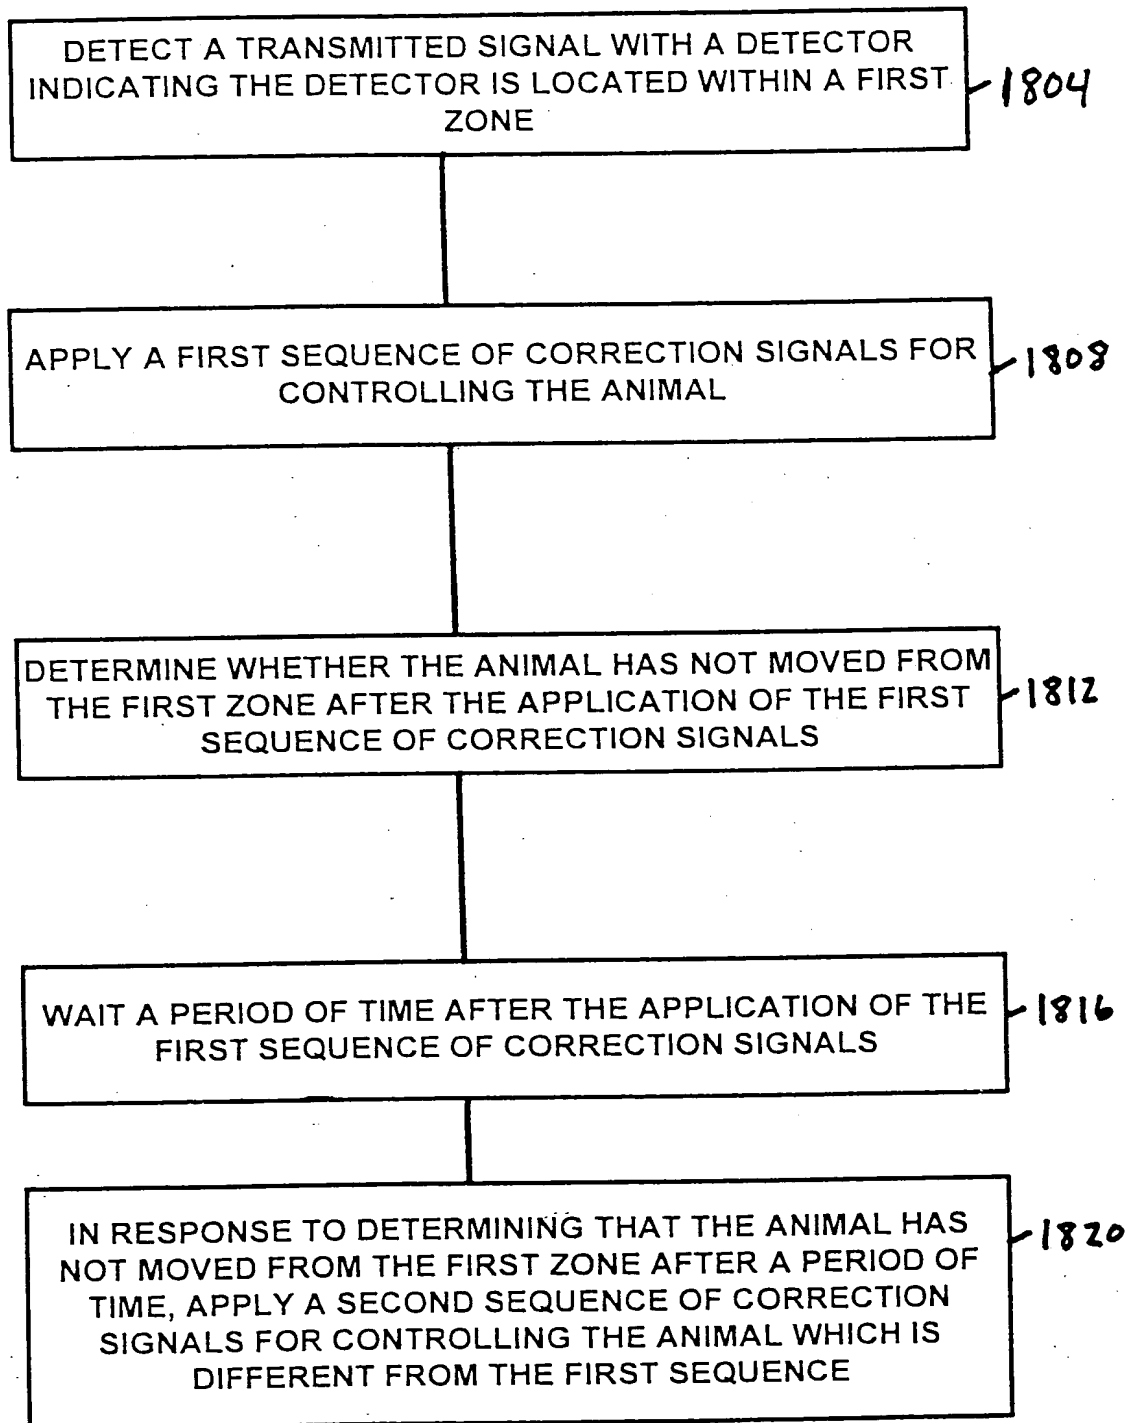 DETECT A TRANSMITTED SIGNAL WITH A DETECTOR
INDICATING THE DETECTOR IS LOCATED WITHIN A FIRST
ZONE
1804
APPLY A FIRST SEQUENCE OF CORRECTION SIGNALS FOR
CONTROLLING THE ANIMAL
1808
DETERMINE WHETHER THE ANIMAL HAS NOT MOVED FROM
THE FIRST ZONE AFTER THE APPLICATION OF THE FIRST
SEQUENCE OF CORRECTION SIGNALS
1812
WAIT A PERIOD OF TIME AFTER THE APPLICATION OF THE
FIRST SEQUENCE OF CORRECTION SIGNALS
1816
IN RESPONSE TO DETERMINING THAT THE ANIMAL HAS
NOT MOVED FROM THE FIRST ZONE AFTER A PERIOD OF
TIME, APPLY A SECOND SEQUENCE OF CORRECTION
SIGNALS FOR CONTROLLING THE ANIMAL WHICH IS
DIFFERENT FROM THE FIRST SEQUENCE
1820